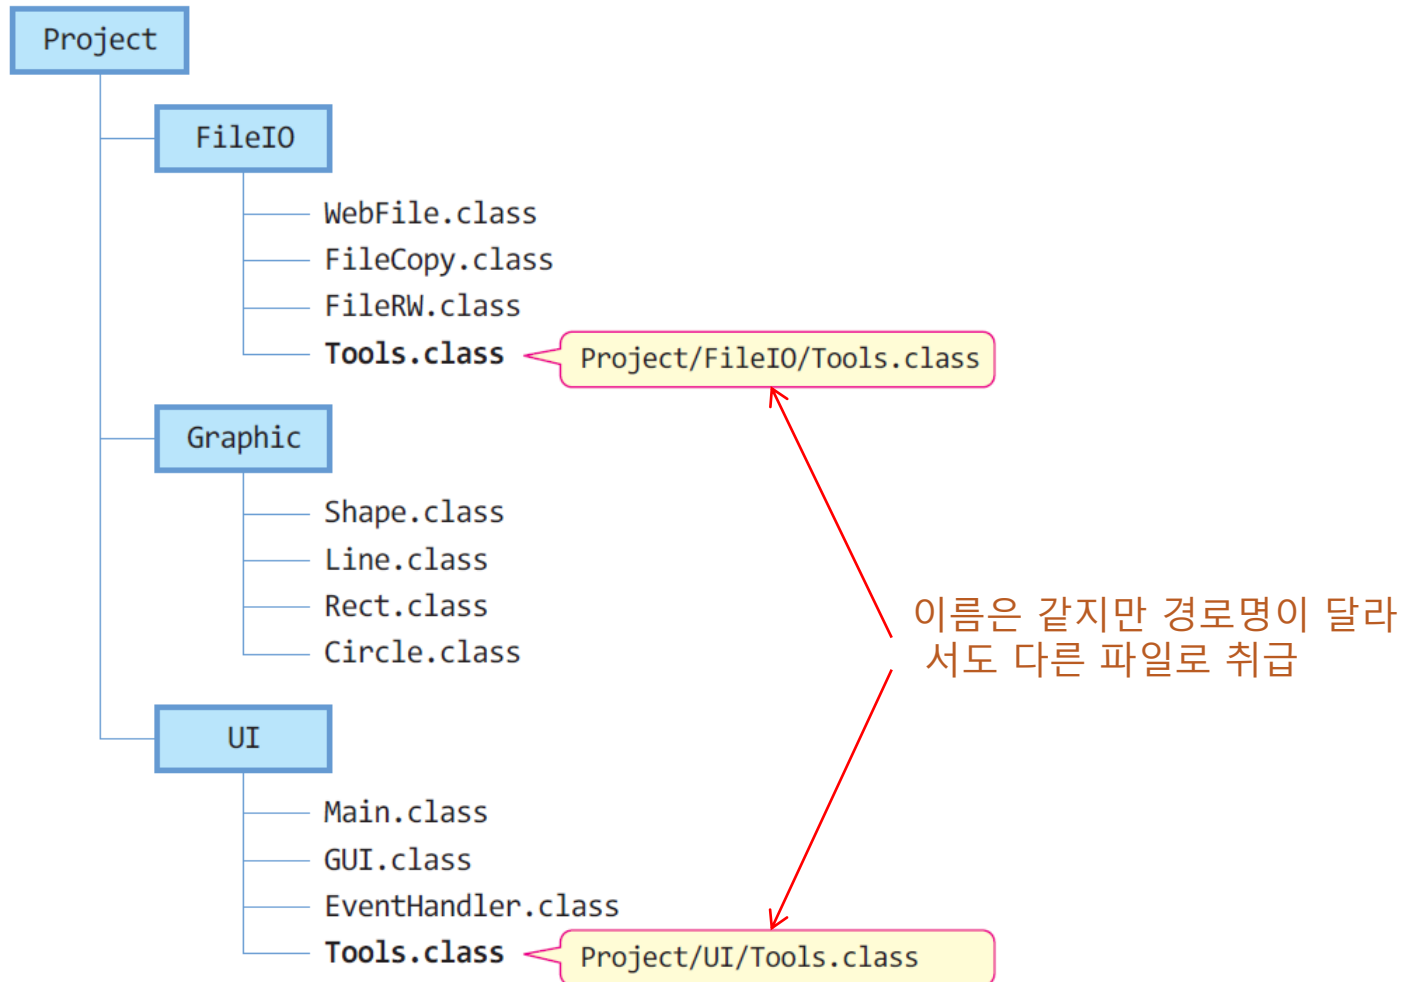 Project
FileIO
WebFile.class
FileCopy.class
FileRW.class
Tools.class
Project/FileIO/Tools.class
Graphic
Shape.class
Line.class
Rect.class
Circle.class
이름은 같지만 경로명이 달라
서도 다른 파일로 취급
UI
Main.class
GUI.class
EventHandler.class
Tools.class
Project/UI/Tools.class